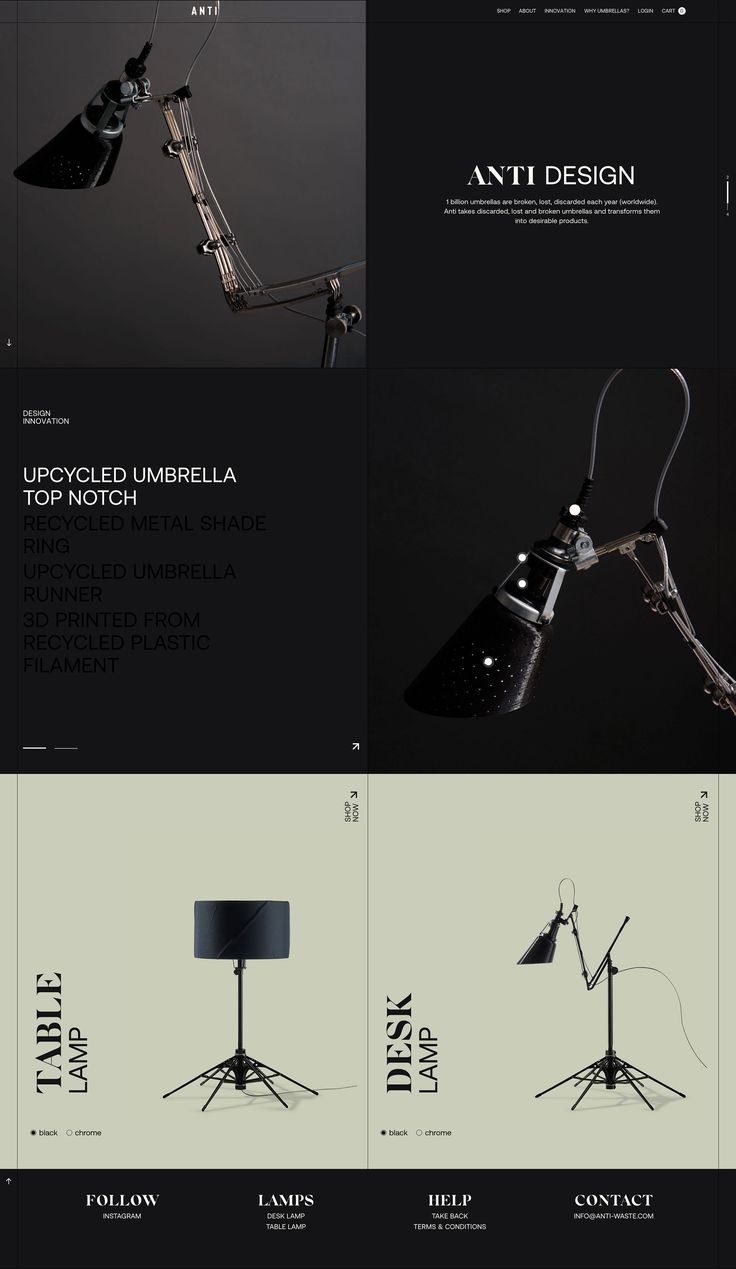 ANTI
SHOP ABOUT INNOVATION WHY UMBRELLAS? LOGIN CART 0
ANTI DESIGN
1 billion umbrellas are broken, lost, discarded each year (worldwide).
Anti takes discarded, lost and broken umbrellas and transforms them
into desirable products.
2
4
DESIGN
INNOVATION
UPCYCLED UMBRELLA
TOP NOTCH
RECYCLED METAL SHADE
RING
UPCYCLED UMBRELLA
RUNNER
3D PRINTED FROM
RECYCLED PLASTIC
FILAMENT
SHOP
NOW
TABLE
LAMP
black chrome
SHOP
NOW
DESK
LAMP
black chrome
FOLLOW
INSTAGRAM
LAMPS
DESK LAMP
TABLE LAMP
HELP
TAKE BACK
TERMS & CONDITIONS
CONTACT
INFO@ANTI-WASTE.COM